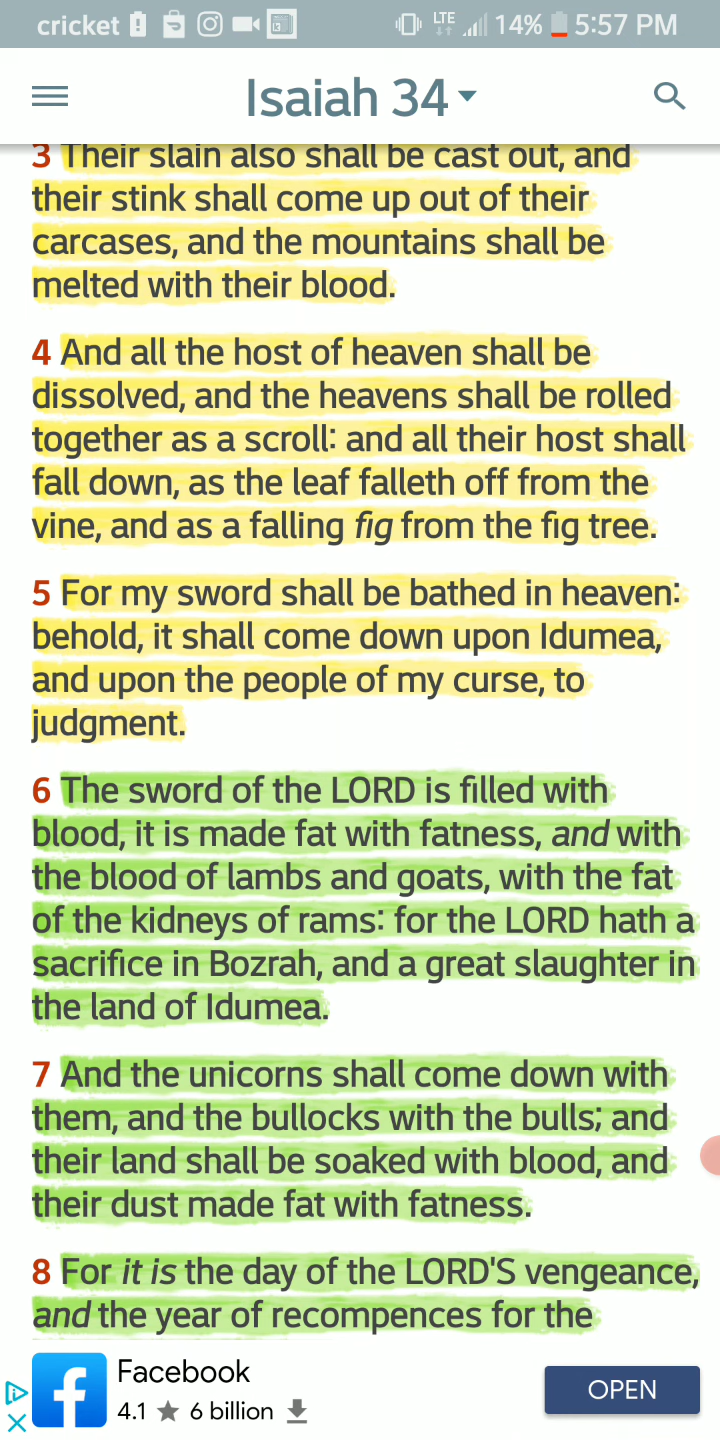 cricket LTE 14% 5:57 PM
Isaiah 34
3 Their slain also shall be cast out, and
their stink shall come up out of their
carcases, and the mountains shall be
melted with their blood.
4 And all the host of heaven shall be
dissolved, and the heavens shall be rolled
together as a scroll: and all their host shall
fall down, as the leaf falleth off from the
vine, and as a falling fig from the fig tree.
5 For my sword shall be bathed in heaven:
behold, it shall come down upon Idumea,
and upon the people of my curse, to
judgment.
6 The sword of the LORD is filled with
blood, it is made fat with fatness, and with
the blood of lambs and goats, with the fat
of the kidneys of rams: for the LORD hath a
sacrifice in Bozrah, and a great slaughter in
the land of Idumea.
7 And the unicorns shall come down with
them, and the bullocks with the bulls; and
their land shall be soaked with blood, and
their dust made fat with fatness.
8 For it is the day of the LORD'S vengeance,
and the year of recompences for the
Facebook
4.1 ★ 6 billion
OPEN